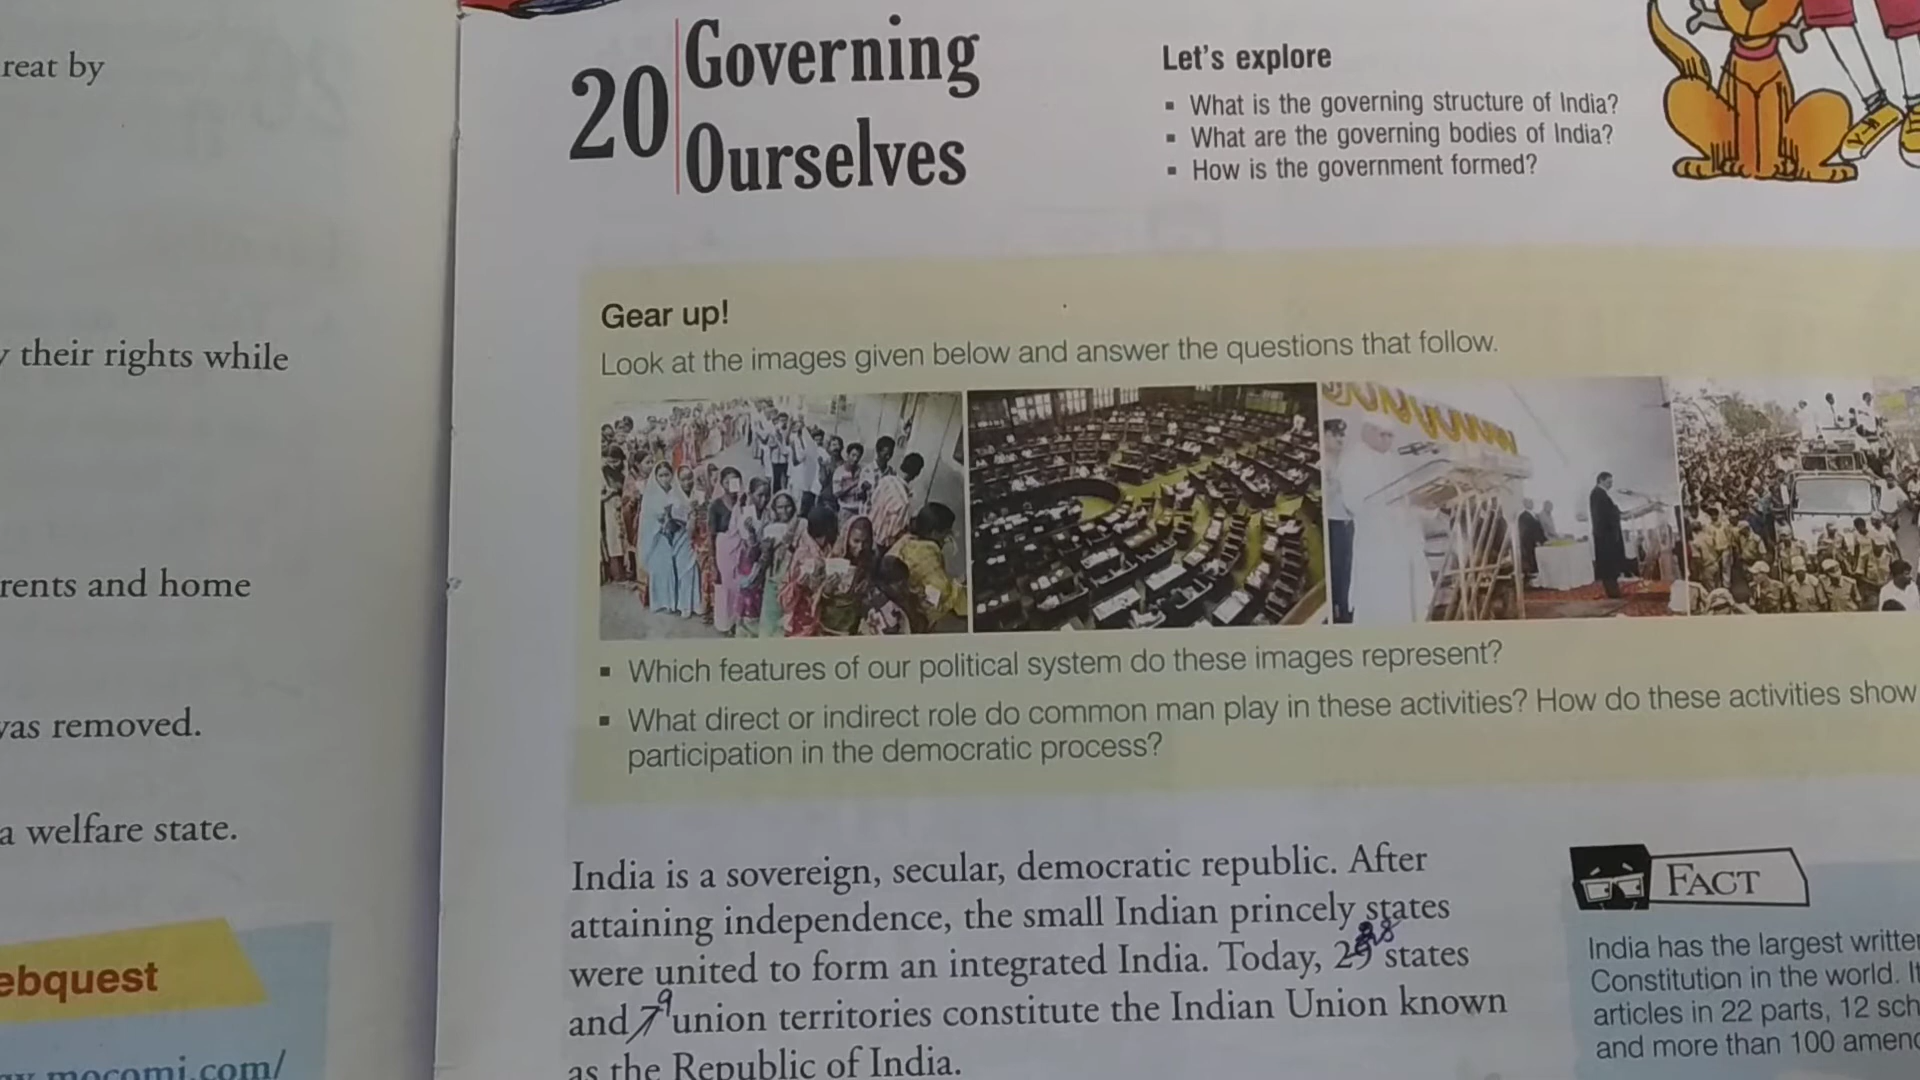 reat by
their rights while
rents and home
was removed.
a welfare state.
ebquest
mocomi.com/
20 Governing
Ourselves
Let's explore
▪ What is the governing structure of India?
▪ What are the governing bodies of India?
▪ How is the government formed?
Gear up!
Look at the images given below and answer the questions that follow.
▪ Which features of our political system do these images represent?
▪ What direct or indirect role do common man play in these activities? How do these activities show
participation in the democratic process?
India is a sovereign, secular, democratic republic. After
attaining independence, the small Indian princely states
28
were united to form an integrated India. Today, 29 states
9
and 7 union territories constitute the Indian Union known
as the Republic of India.
FACT
India has the largest written
Constitution in the world. It
articles in 22 parts, 12 sch
and more than 100 amend